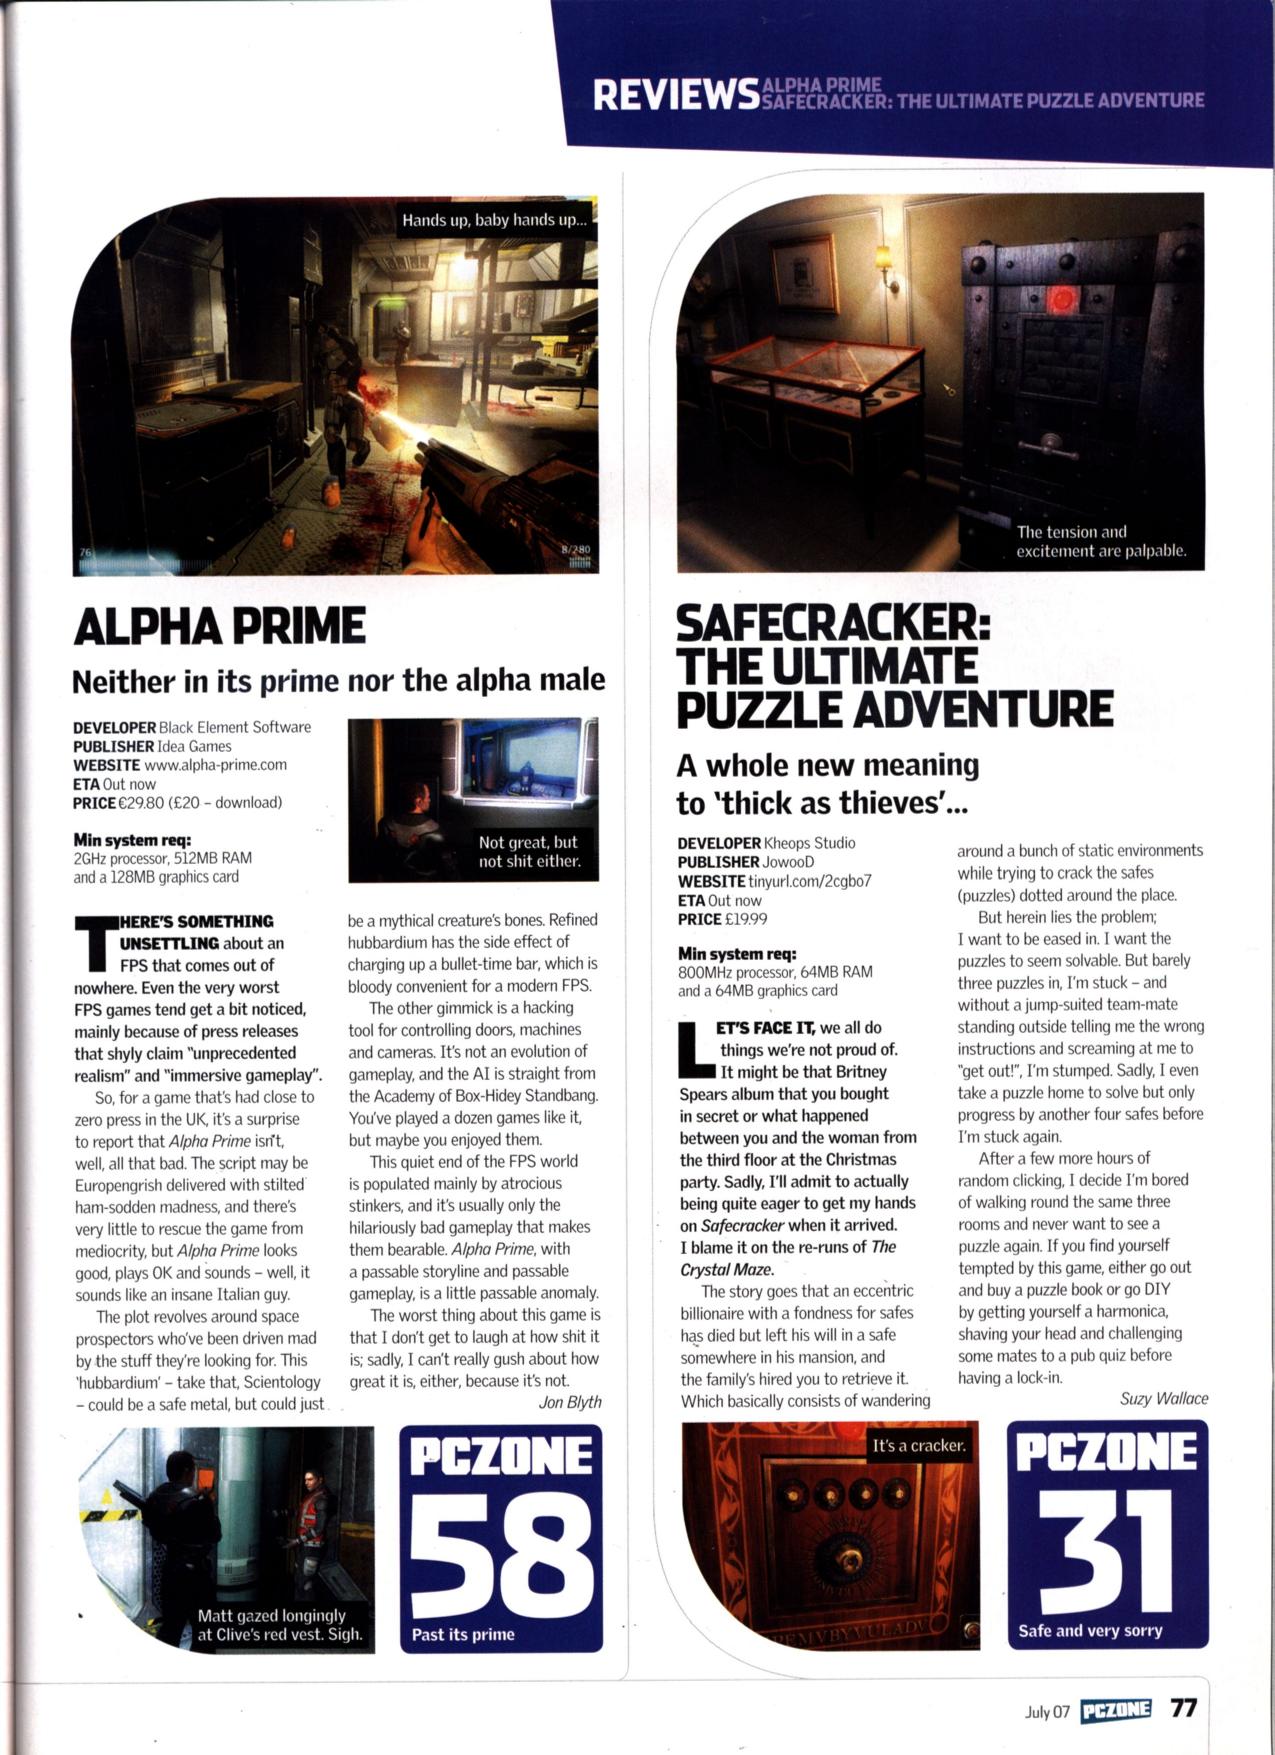 REVIEWS ALPHA PRIME
SAFECRACKER: THE ULTIMATE PUZZLE ADVENTURE
Hands up, baby hands up...
76
8/280
ALPHA PRIME
Neither in its prime nor the alpha male
DEVELOPER Black Element Software
PUBLISHER Idea Games
WEBSITE www.alpha-prime.com
ETA Out now
PRICE €29.80 (£20 – download)
Min system req:
2GHz processor, 512MB RAM
and a 128MB graphics card
Not great, but
not shit either.
THERE'S SOMETHING
UNSETTLING about an
FPS that comes out of
nowhere. Even the very worst
FPS games tend get a bit noticed,
mainly because of press releases
that shyly claim "unprecedented
realism" and "immersive gameplay".
So, for a game that's had close to
zero press in the UK, it's a surprise
to report that Alpha Prime isn't,
well, all that bad. The script may be
Europengrish delivered with stilted
ham-sodden madness, and there's
very little to rescue the game from
mediocrity, but Alpha Prime looks
good, plays OK and sounds – well, it
sounds like an insane Italian guy.
The plot revolves around space
prospectors who've been driven mad
by the stuff they're looking for. This
'hubbardium' – take that, Scientology
– could be a safe metal, but could just
be a mythical creature's bones. Refined
hubbardium has the side effect of
charging up a bullet-time bar, which is
bloody convenient for a modern FPS.
The other gimmick is a hacking
tool for controlling doors, machines
and cameras. It's not an evolution of
gameplay, and the AI is straight from
the Academy of Box-Hidey Standbang.
You've played a dozen games like it,
but maybe you enjoyed them.
This quiet end of the FPS world
is populated mainly by atrocious
stinkers, and it's usually only the
hilariously bad gameplay that makes
them bearable. Alpha Prime, with
a passable storyline and passable
gameplay, is a little passable anomaly.
The worst thing about this game is
that I don't get to laugh at how shit it
is; sadly, I can't really gush about how
great it is, either, because it's not.
Jon Blyth
Matt gazed longingly
at Clive's red vest. Sigh.
PCZONE
58
Past its prime
The tension and
excitement are palpable.
SAFECRACKER:
THE ULTIMATE
PUZZLE ADVENTURE
A whole new meaning
to 'thick as thieves'...
DEVELOPER Kheops Studio
PUBLISHER JowooD
WEBSITE tinyurl.com/2cgbo7
ETA Out now
PRICE £19.99
Min system req:
800MHz processor, 64MB RAM
and a 64MB graphics card
LET'S FACE IT, we all do
things we're not proud of.
It might be that Britney
Spears album that you bought
in secret or what happened
between you and the woman from
the third floor at the Christmas
party. Sadly, I'll admit to actually
being quite eager to get my hands
on Safecracker when it arrived.
I blame it on the re-runs of The
Crystal Maze.
The story goes that an eccentric
billionaire with a fondness for safes
has died but left his will in a safe
somewhere in his mansion, and
the family's hired you to retrieve it.
Which basically consists of wandering
around a bunch of static environments
while trying to crack the safes
(puzzles) dotted around the place.
But herein lies the problem;
I want to be eased in. I want the
puzzles to seem solvable. But barely
three puzzles in, I'm stuck – and
without a jump-suited team-mate
standing outside telling me the wrong
instructions and screaming at me to
"get out!", I'm stumped. Sadly, I even
take a puzzle home to solve but only
progress by another four safes before
I'm stuck again.
After a few more hours of
random clicking, I decide I'm bored
of walking round the same three
rooms and never want to see a
puzzle again. If you find yourself
tempted by this game, either go out
and buy a puzzle book or go DIY
by getting yourself a harmonica,
shaving your head and challenging
some mates to a pub quiz before
having a lock-in.
Suzy Wallace
It's a cracker.
PCZONE
31
Safe and very sorry
July 07 PCZONE 77